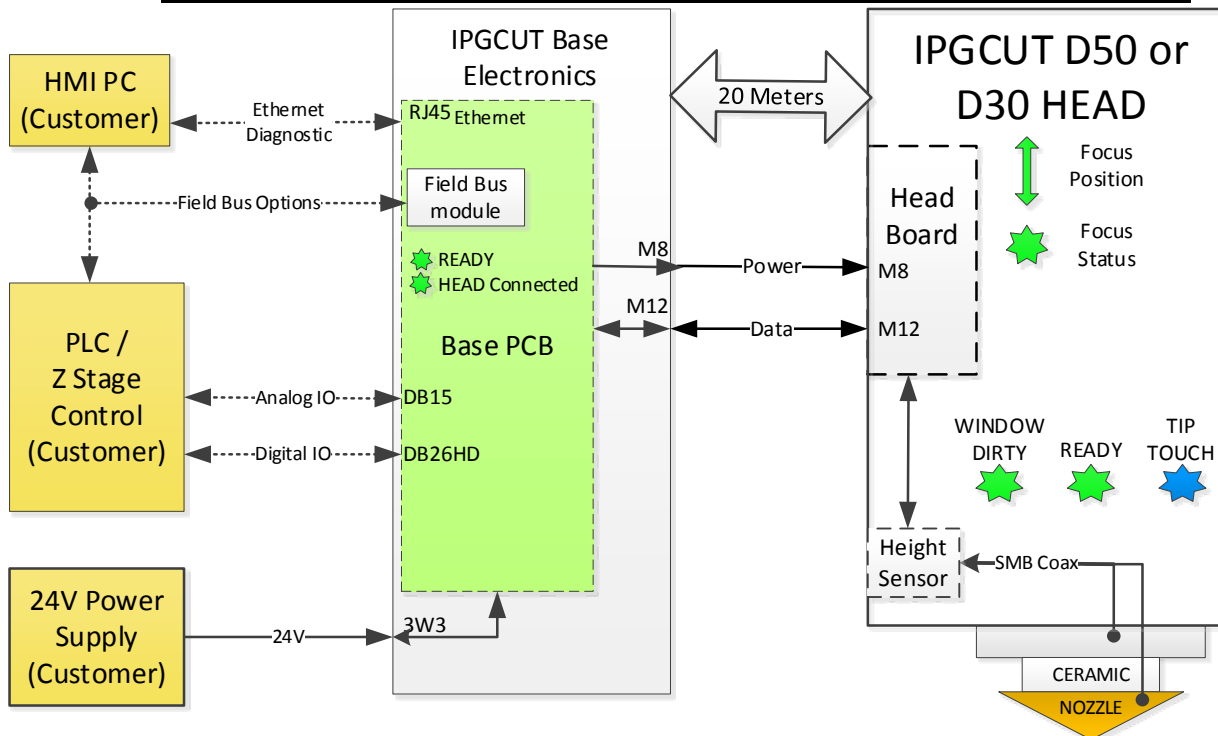 HMI PC
(Customer)
Ethernet
Diagnostic
Field Bus Options
PLC /
Z Stage
Control
(Customer)
Analog IO
Digital IO
24V Power
Supply
(Customer)
24V
IPGCUT Base
Electronics
RJ45 Ethernet
Field Bus
module
READY
HEAD Connected
Base PCB
DB15
DB26HD
3W3
M8
M12
20 Meters
Power
Data
IPGCUT D50 or
D30 HEAD
Head
Board
M8
M12
Focus
Position
Focus
Status
WINDOW
DIRTY
READY
TIP
TOUCH
Height
Sensor
SMB Coax
CERAMIC
NOZZLE